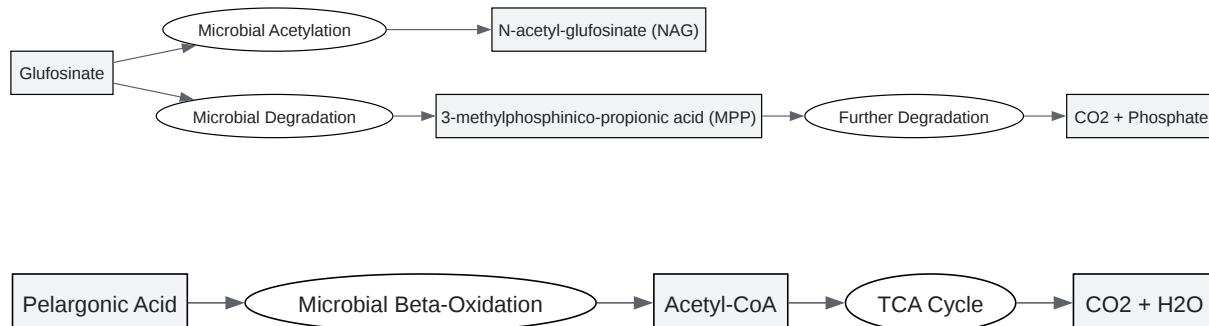 Microbial Acetylation
N-acetyl-glufosinate (NAG)
Glufosinate
Microbial Degradation
3-methylphosphinico-propionic acid (MPP)
Further Degradation
CO2 + Phosphate
Pelargonic Acid
Microbial Beta-Oxidation
Acetyl-CoA
TCA Cycle
CO2 + H2O